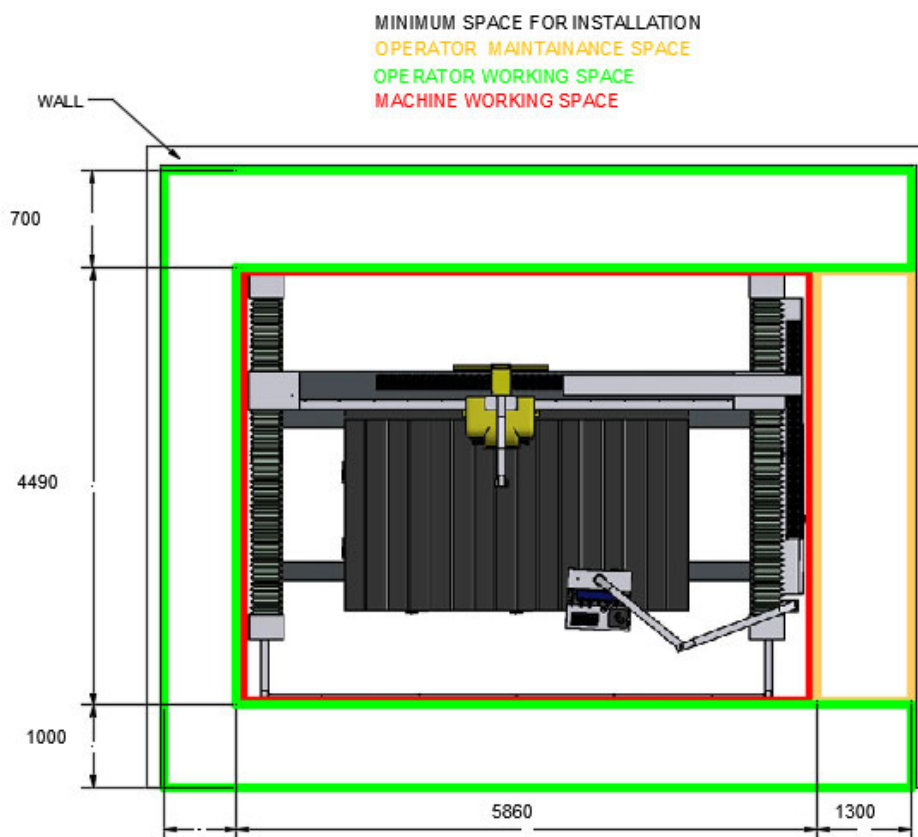 MINIMUM SPACE FOR INSTALLATION
OPERATOR MAINTAINANCE SPACE
OPERATOR WORKING SPACE
MACHINE WORKING SPACE
WALL
700
4490
1000
5860
1300